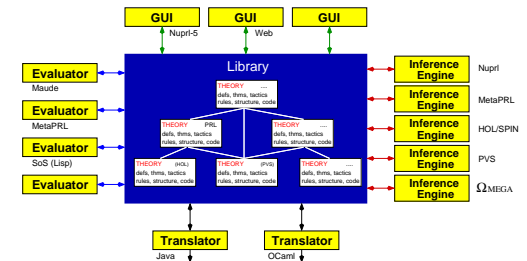 GUI
GUI
GUI
Nuprl-5
Web
Library
Evaluator
Maude
Evaluator
MetaPRL
Evaluator
SoS (Lisp)
Evaluator
THEORY ....
defs, thms, tactics
rules, structure, code
THEORY PRL
defs, thms, tactics
rules, structure, code
THEORY ....
defs, thms, tactics
rules, structure, code
THEORY (HOL)
defs, thms, tactics
rules, structure, code
THEORY (PVS)
defs, thms, tactics
rules, structure, code
THEORY ....
defs, thms, tactics
rules, structure, code
Inference
Engine
Nuprl
Inference
Engine
MetaPRL
Inference
Engine
HOL/SPIN
Inference
Engine
PVS
Inference
Engine
ΩMEGA
Translator
Java
Translator
OCaml